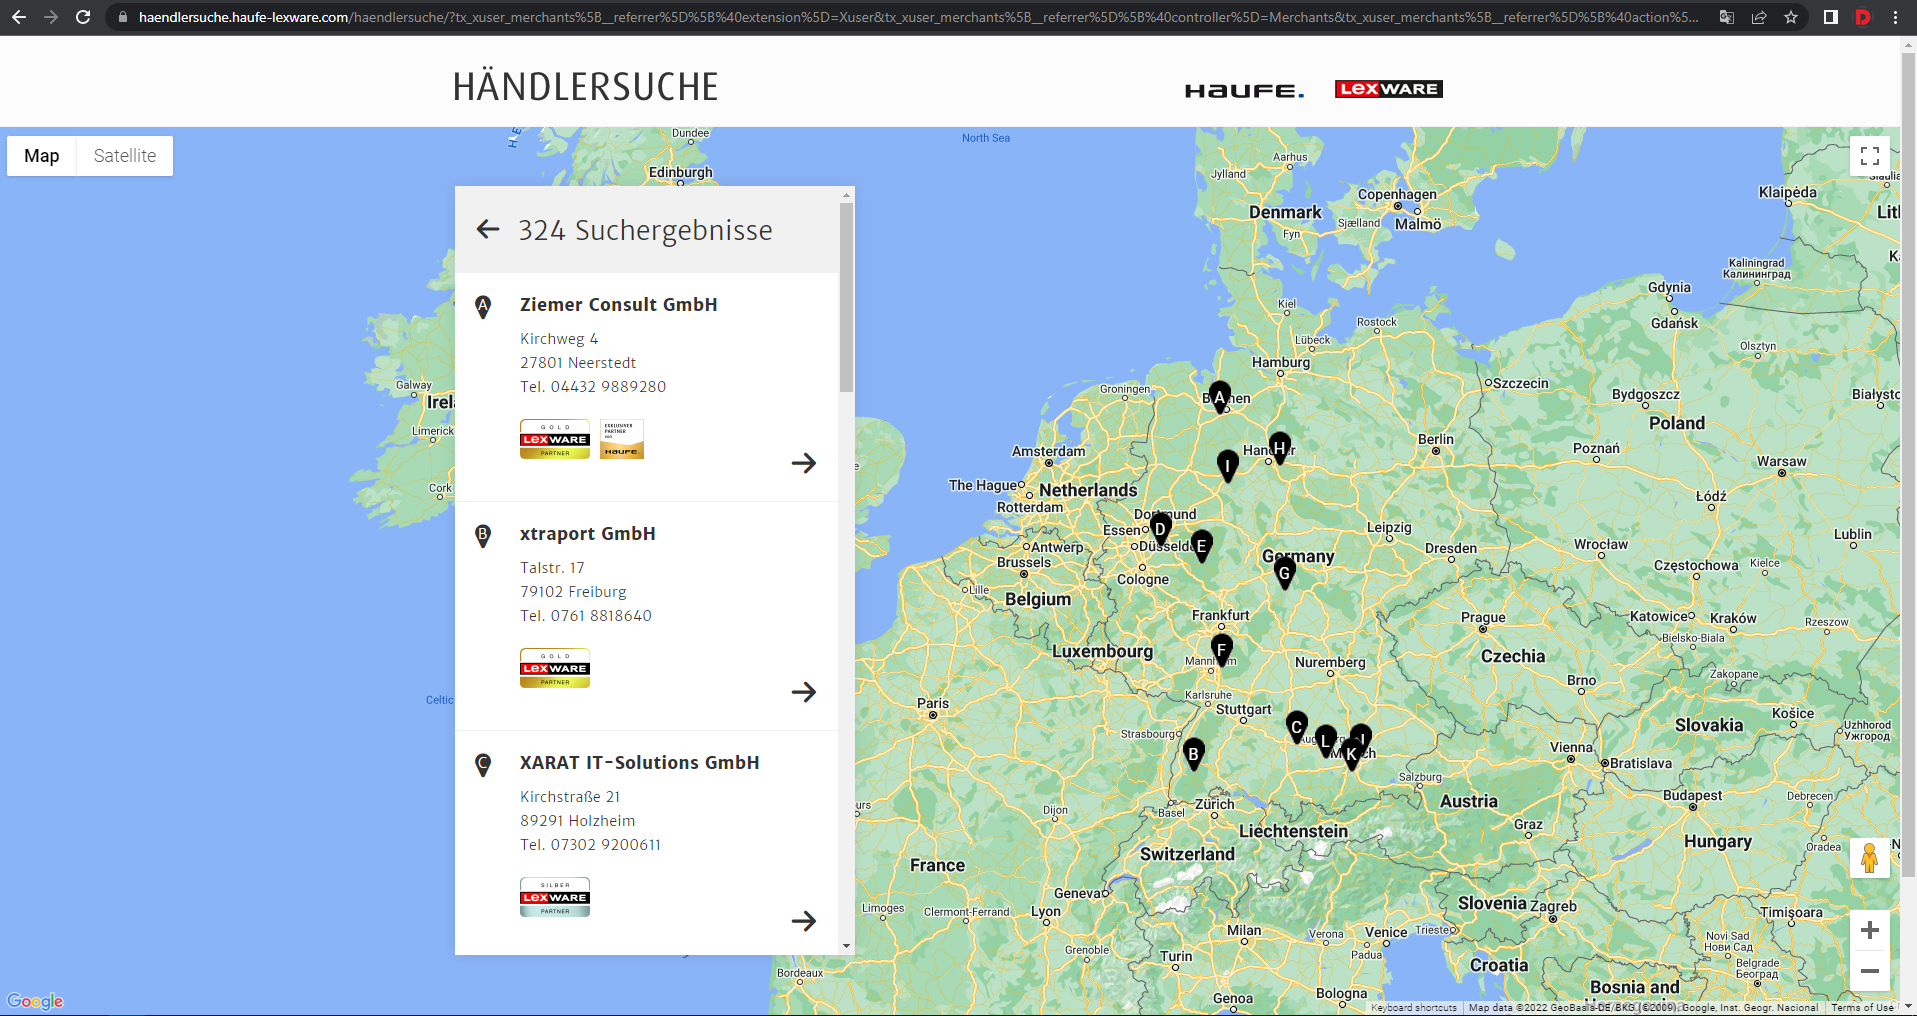 haendlersuche.haufe-lexware.com/haendlersuche/?tx_xuser_merchants%5B__referrer%5D%5B%40extension%5D=Xuser&tx_xuser_merchants%5B__referrer%5D%5B%40controller%5D=Merchants&tx_xuser_merchants%5B__referrer%5D%5B%40action%5...
HÄNDLERSUCHE
HAUFE.
LEXWARE
Map
Satellite
324 Suchergebnisse
A
Ziemer Consult GmbH
Kirchweg 4
27801 Neerstedt
Tel. 04432 9889280
GOLD
LEXWARE
PARTNER
EXKLUSIVER
PARTNER
VON
HAUFE.
B
xtraport GmbH
Talstr. 17
79102 Freiburg
Tel. 0761 8818640
GOLD
LEXWARE
PARTNER
C
XARAT IT-Solutions GmbH
Kirchstraße 21
89291 Holzheim
Tel. 07302 9200611
SILBER
LEXWARE
PARTNER
North Sea
Dundee
Edinburgh
Galway
Limerick
Cork
Celtic
Aarhus
Jylland
Copenhagen
Denmark
Sjælland
Malmö
Fyn
Klaipėda
Kaliningrad
Калининград
Gdynia
Gdańsk
Kiel
Rostock
Lübeck
Hamburg
Olsztyn
Groningen
Szczecin
Bydgoszcz
A
Poland
Amsterdam
H
Berlin
Poznań
Warsaw
I
The Hague
Netherlands
Rotterdam
Łódź
Dortmund
Essen
D
Leipzig
Lublin
Antwerp
E
Germany
Dresden
Wrocław
Brussels
Cologne
G
Częstochowa
Kielce
Lille
Belgium
Frankfurt
Prague
Katowice
Kraków
Rzeszow
Bielsko-Biala
Luxembourg
F
Nuremberg
Czechia
Zakopane
Brno
Karlsruhe
Paris
Stuttgart
Košice
Slovakia
Uzhhorod
Ужгород
Strasbourg
C
L
J
K
B
Vienna
Bratislava
Salzburg
Zürich
Basel
Austria
Budapest
Debrecen
Dijon
Liechtenstein
Graz
Hungary
Oradea
Switzerland
France
Geneva
Slovenia
Zagreb
Limoges
Clermont-Ferrand
Lyon
Timișoara
Milan
Verona
Venice
Trieste
Novi Sad
Нови Сад
Grenoble
Turin
Padua
Croatia
Belgrade
Београд
Bordeaux
Genoa
Bologna
Bosnia and
Herzegovina
Google
Keyboard shortcuts
Map data ©2022 GeoBasis-DE/BKG (©2009), Google, Inst. Geogr. Nacional
Terms of Use